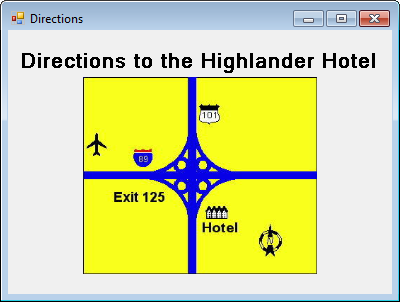 Directions
Directions to the Highlander Hotel
101
89
Exit 125
Hotel